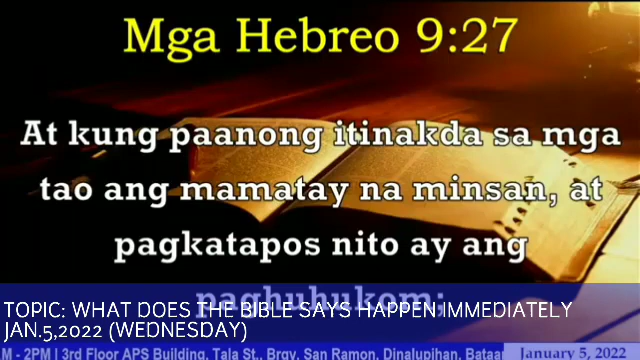 Mga Hebreo 9:27
At kung paanong itinakda sa mga
tao ang mamatay na minsan, at
pagkatapos nito ay ang
paghuhukom;
TOPIC: WHAT DOES THE BIBLE SAYS HAPPEN IMMEDIATELY
JAN.5,2022 (WEDNESDAY)
M - 2PM | 3rd Floor APS Building, Tala St., Brgy. San Ramon, Dinalupihan, Bataan
January 5, 2022